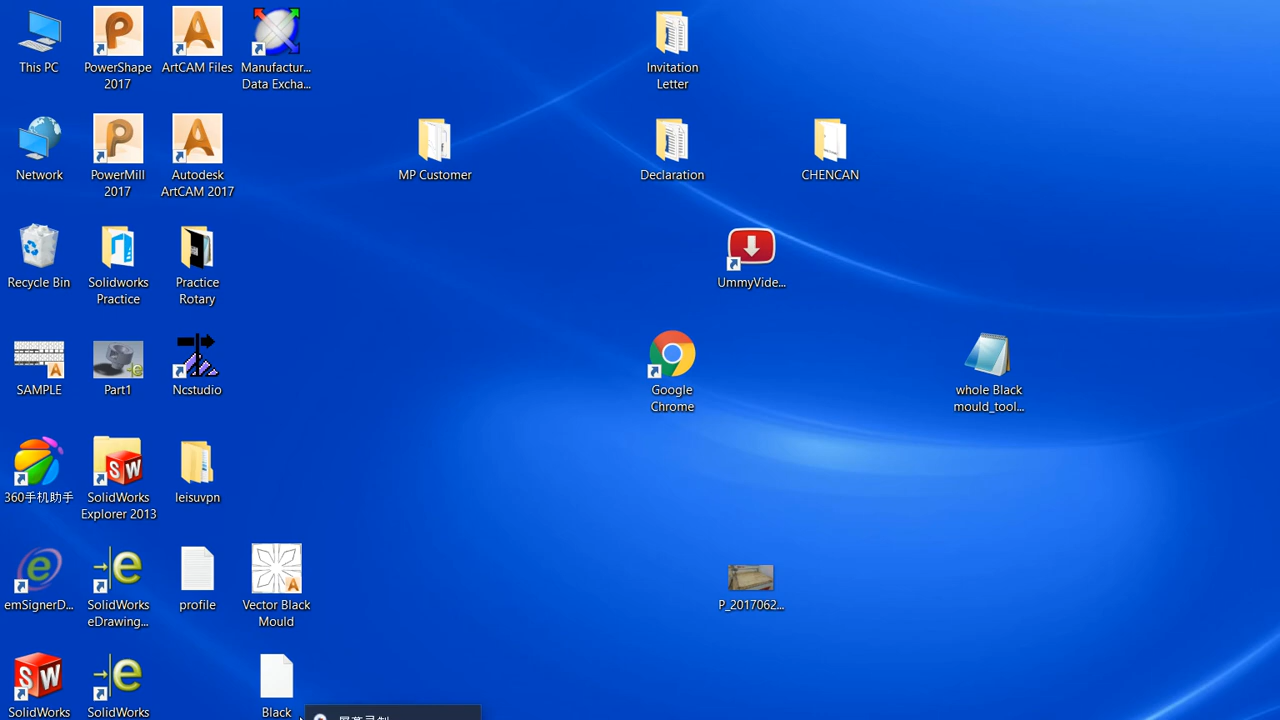 This PC
PowerShape
2017
ArtCAM Files
Manufactur...
Data Excha...
Invitation
Letter
Network
PowerMill
2017
Autodesk
ArtCAM 2017
MP Customer
Declaration
CHENCAN
Recycle Bin
Solidworks
Practice
Practice
Rotary
UmmyVide...
SAMPLE
Part1
Ncstudio
Google
Chrome
whole Black
mould_tool...
360手机助手
SolidWorks
Explorer 2013
leisuvpn
emSignerD...
SolidWorks
eDrawing...
profile
Vector Black
Mould
P_2017062...
SolidWorks
SolidWorks
Black